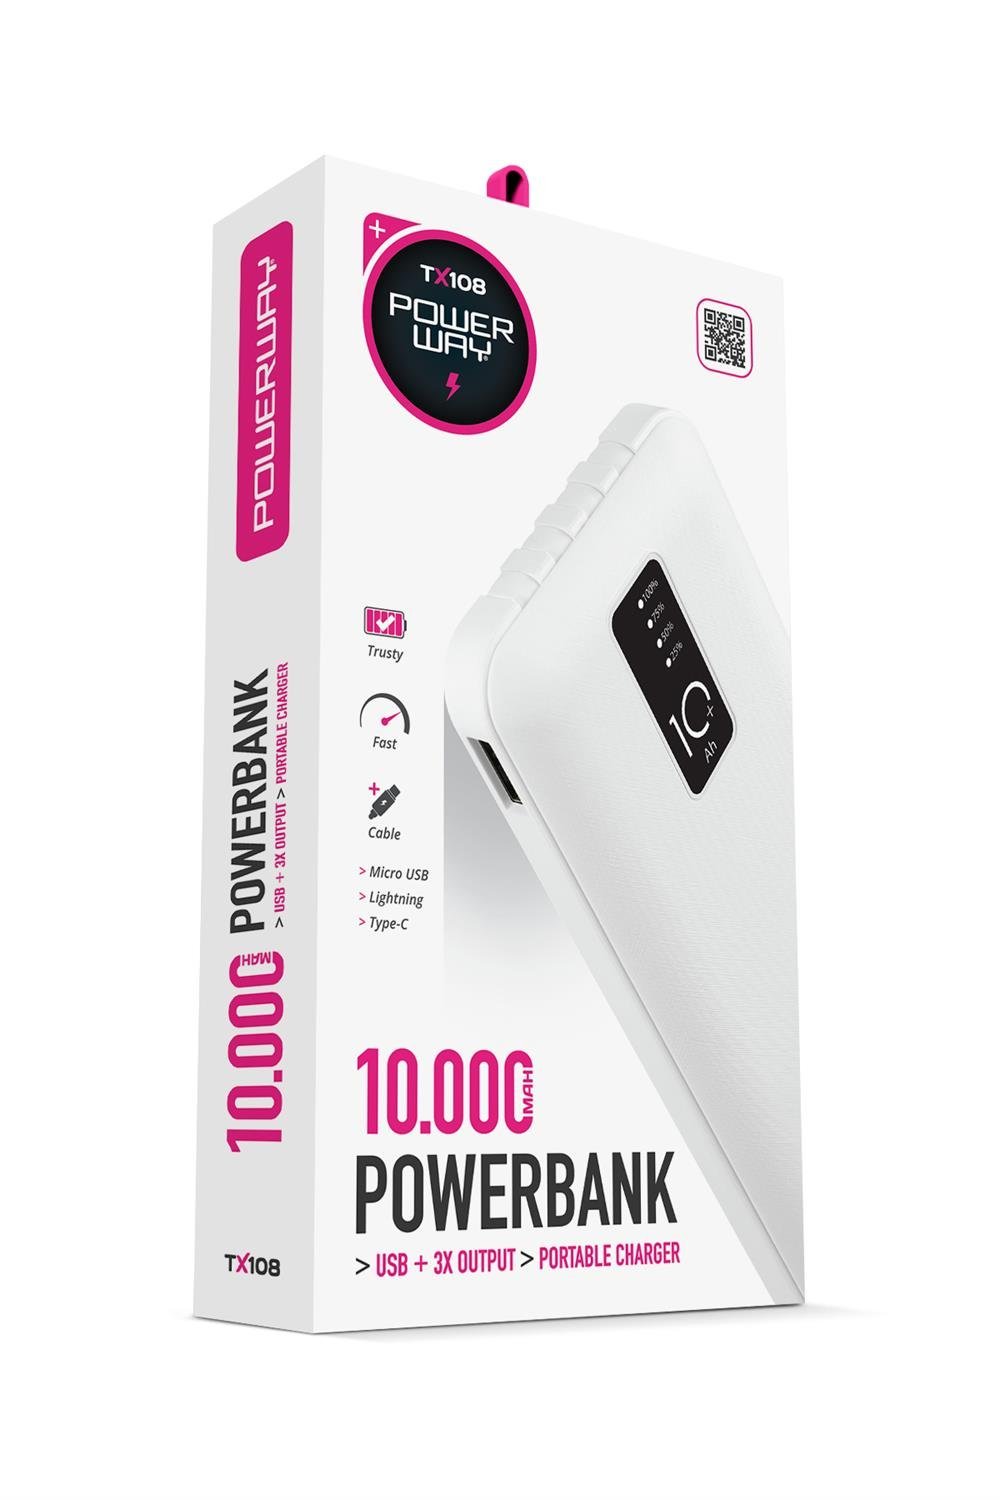 TX108
POWER
WAY
100%
75%
50%
25%
10+
Ah
Trusty
Fast
Cable
> Micro USB
> Lightning
> Type-C
10.000 MAH
POWERBANK
> USB + 3X OUTPUT > PORTABLE CHARGER
POWERWAY
10.000 MAH POWERBANK
> USB + 3X OUTPUT > PORTABLE CHARGER
TX108